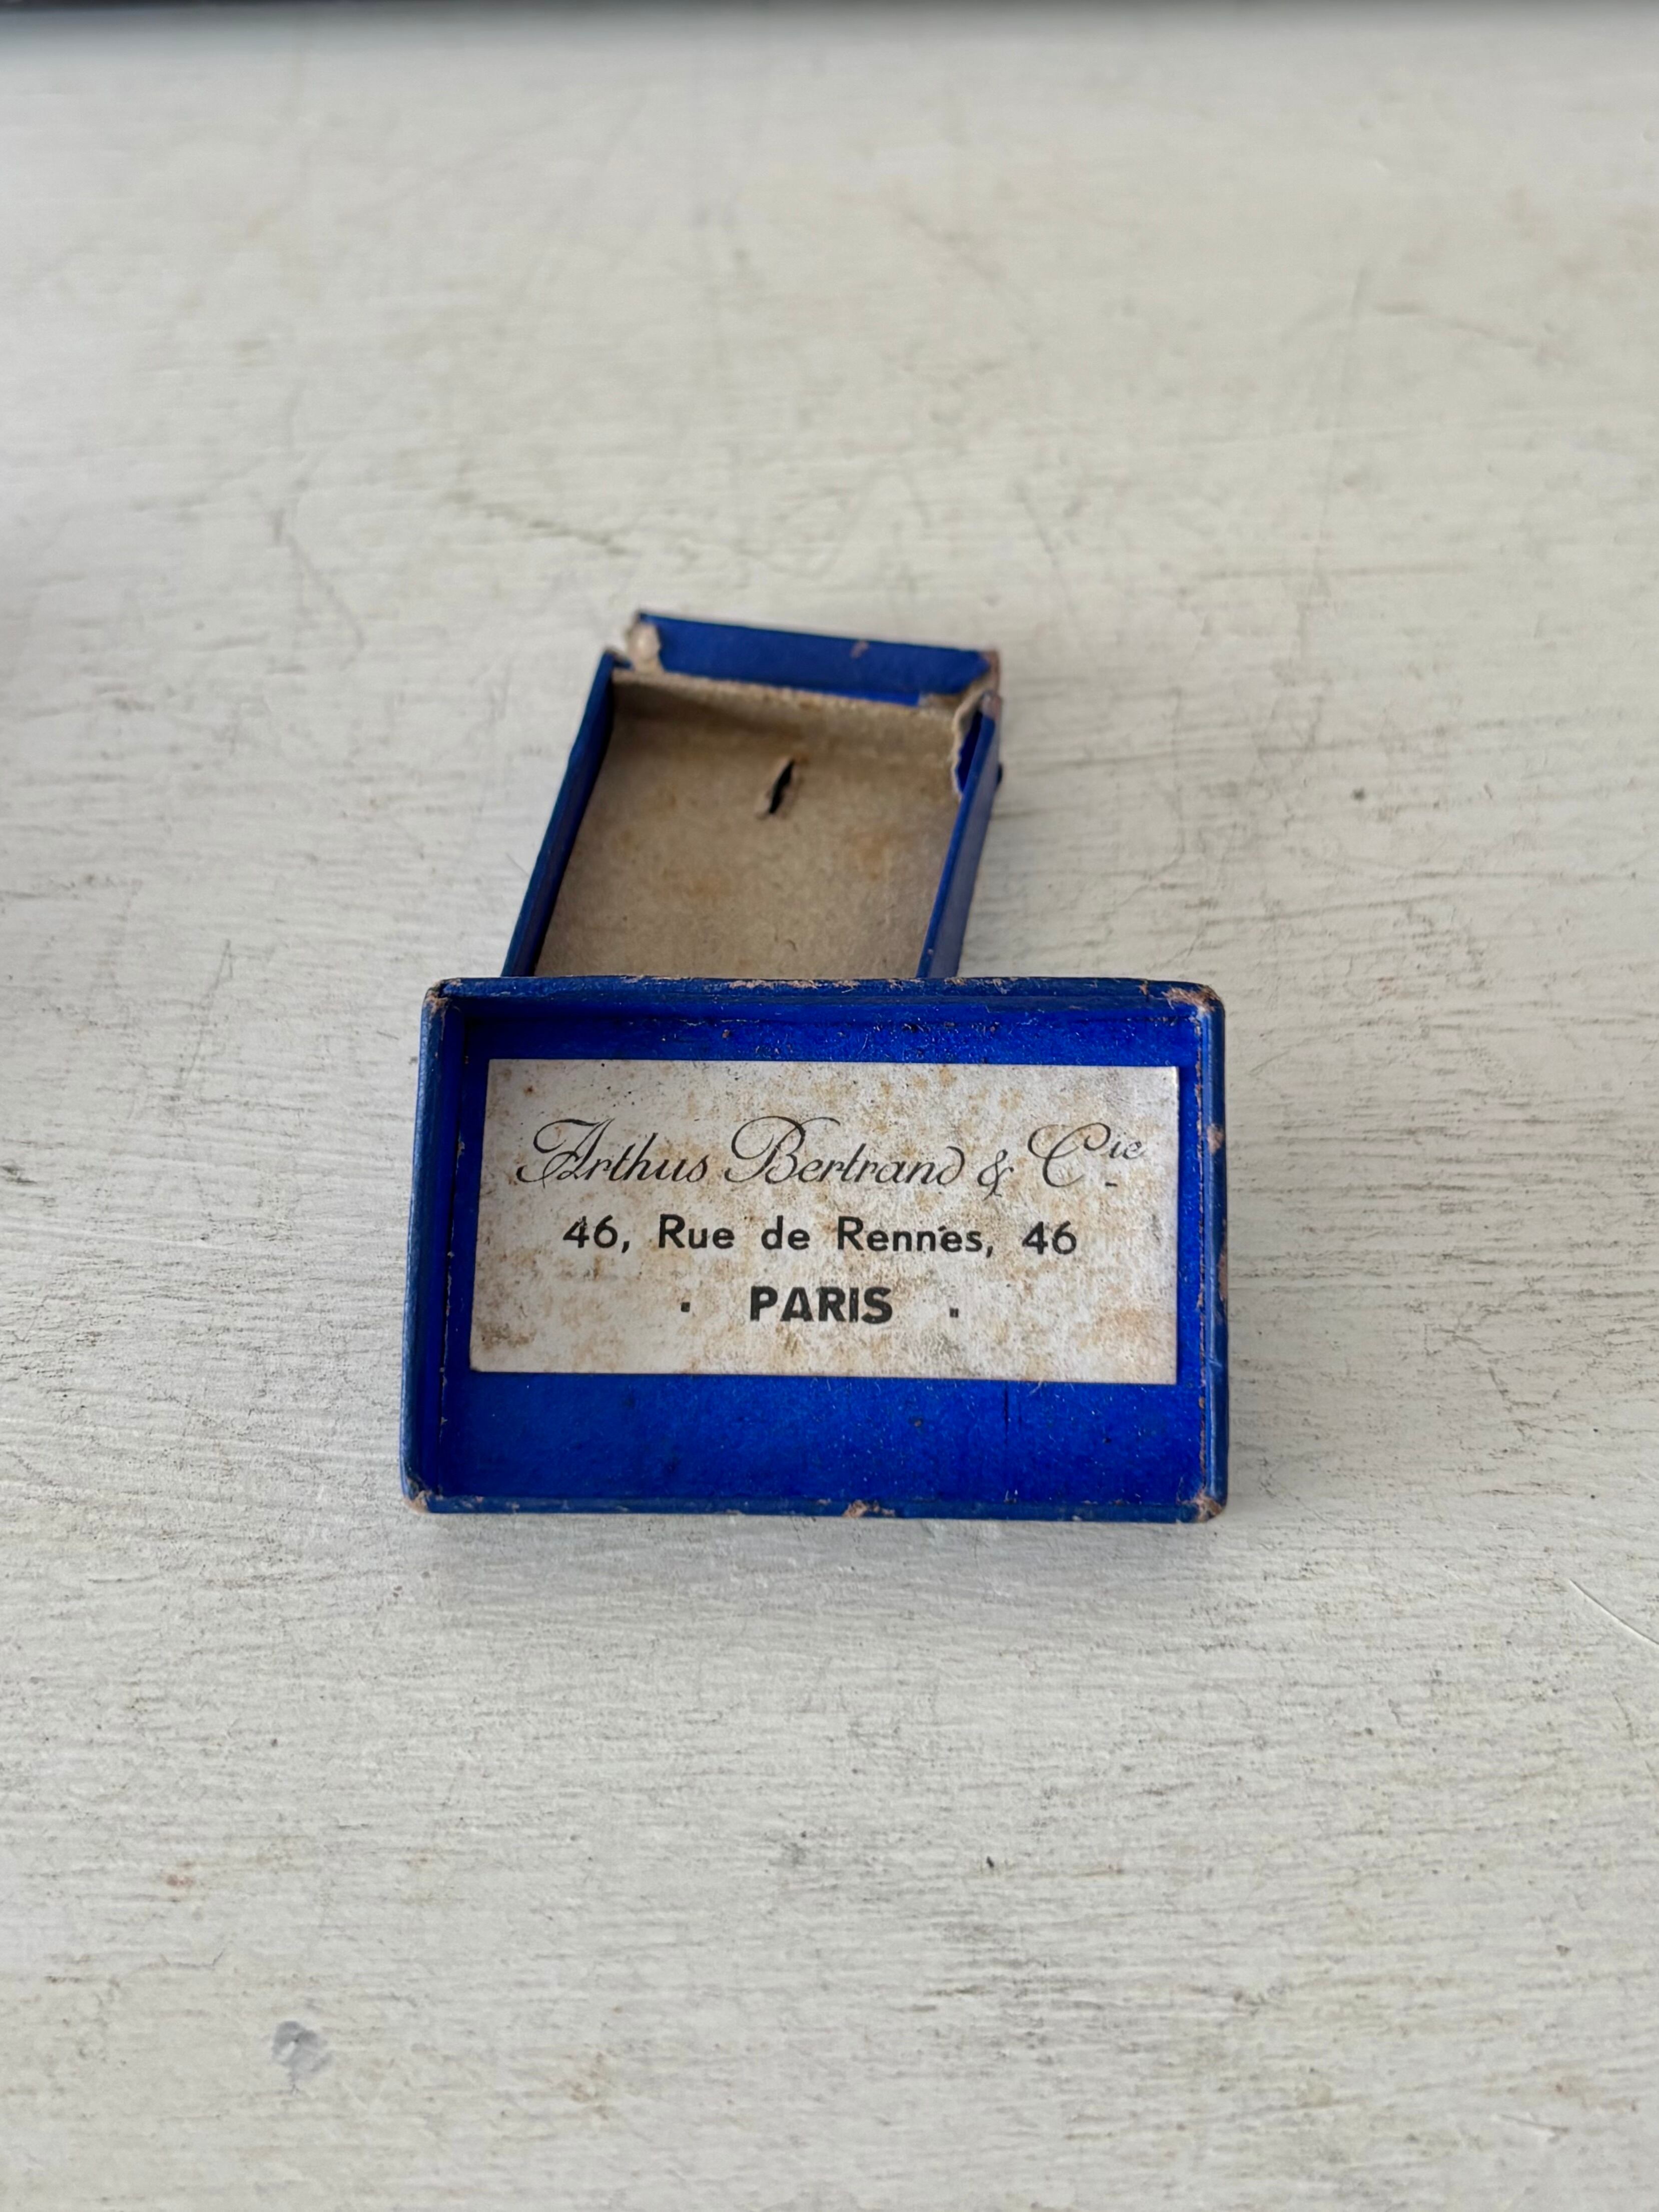 Arthus Bertrand & Cie
46, Rue de Rennes, 46
· PARIS ·